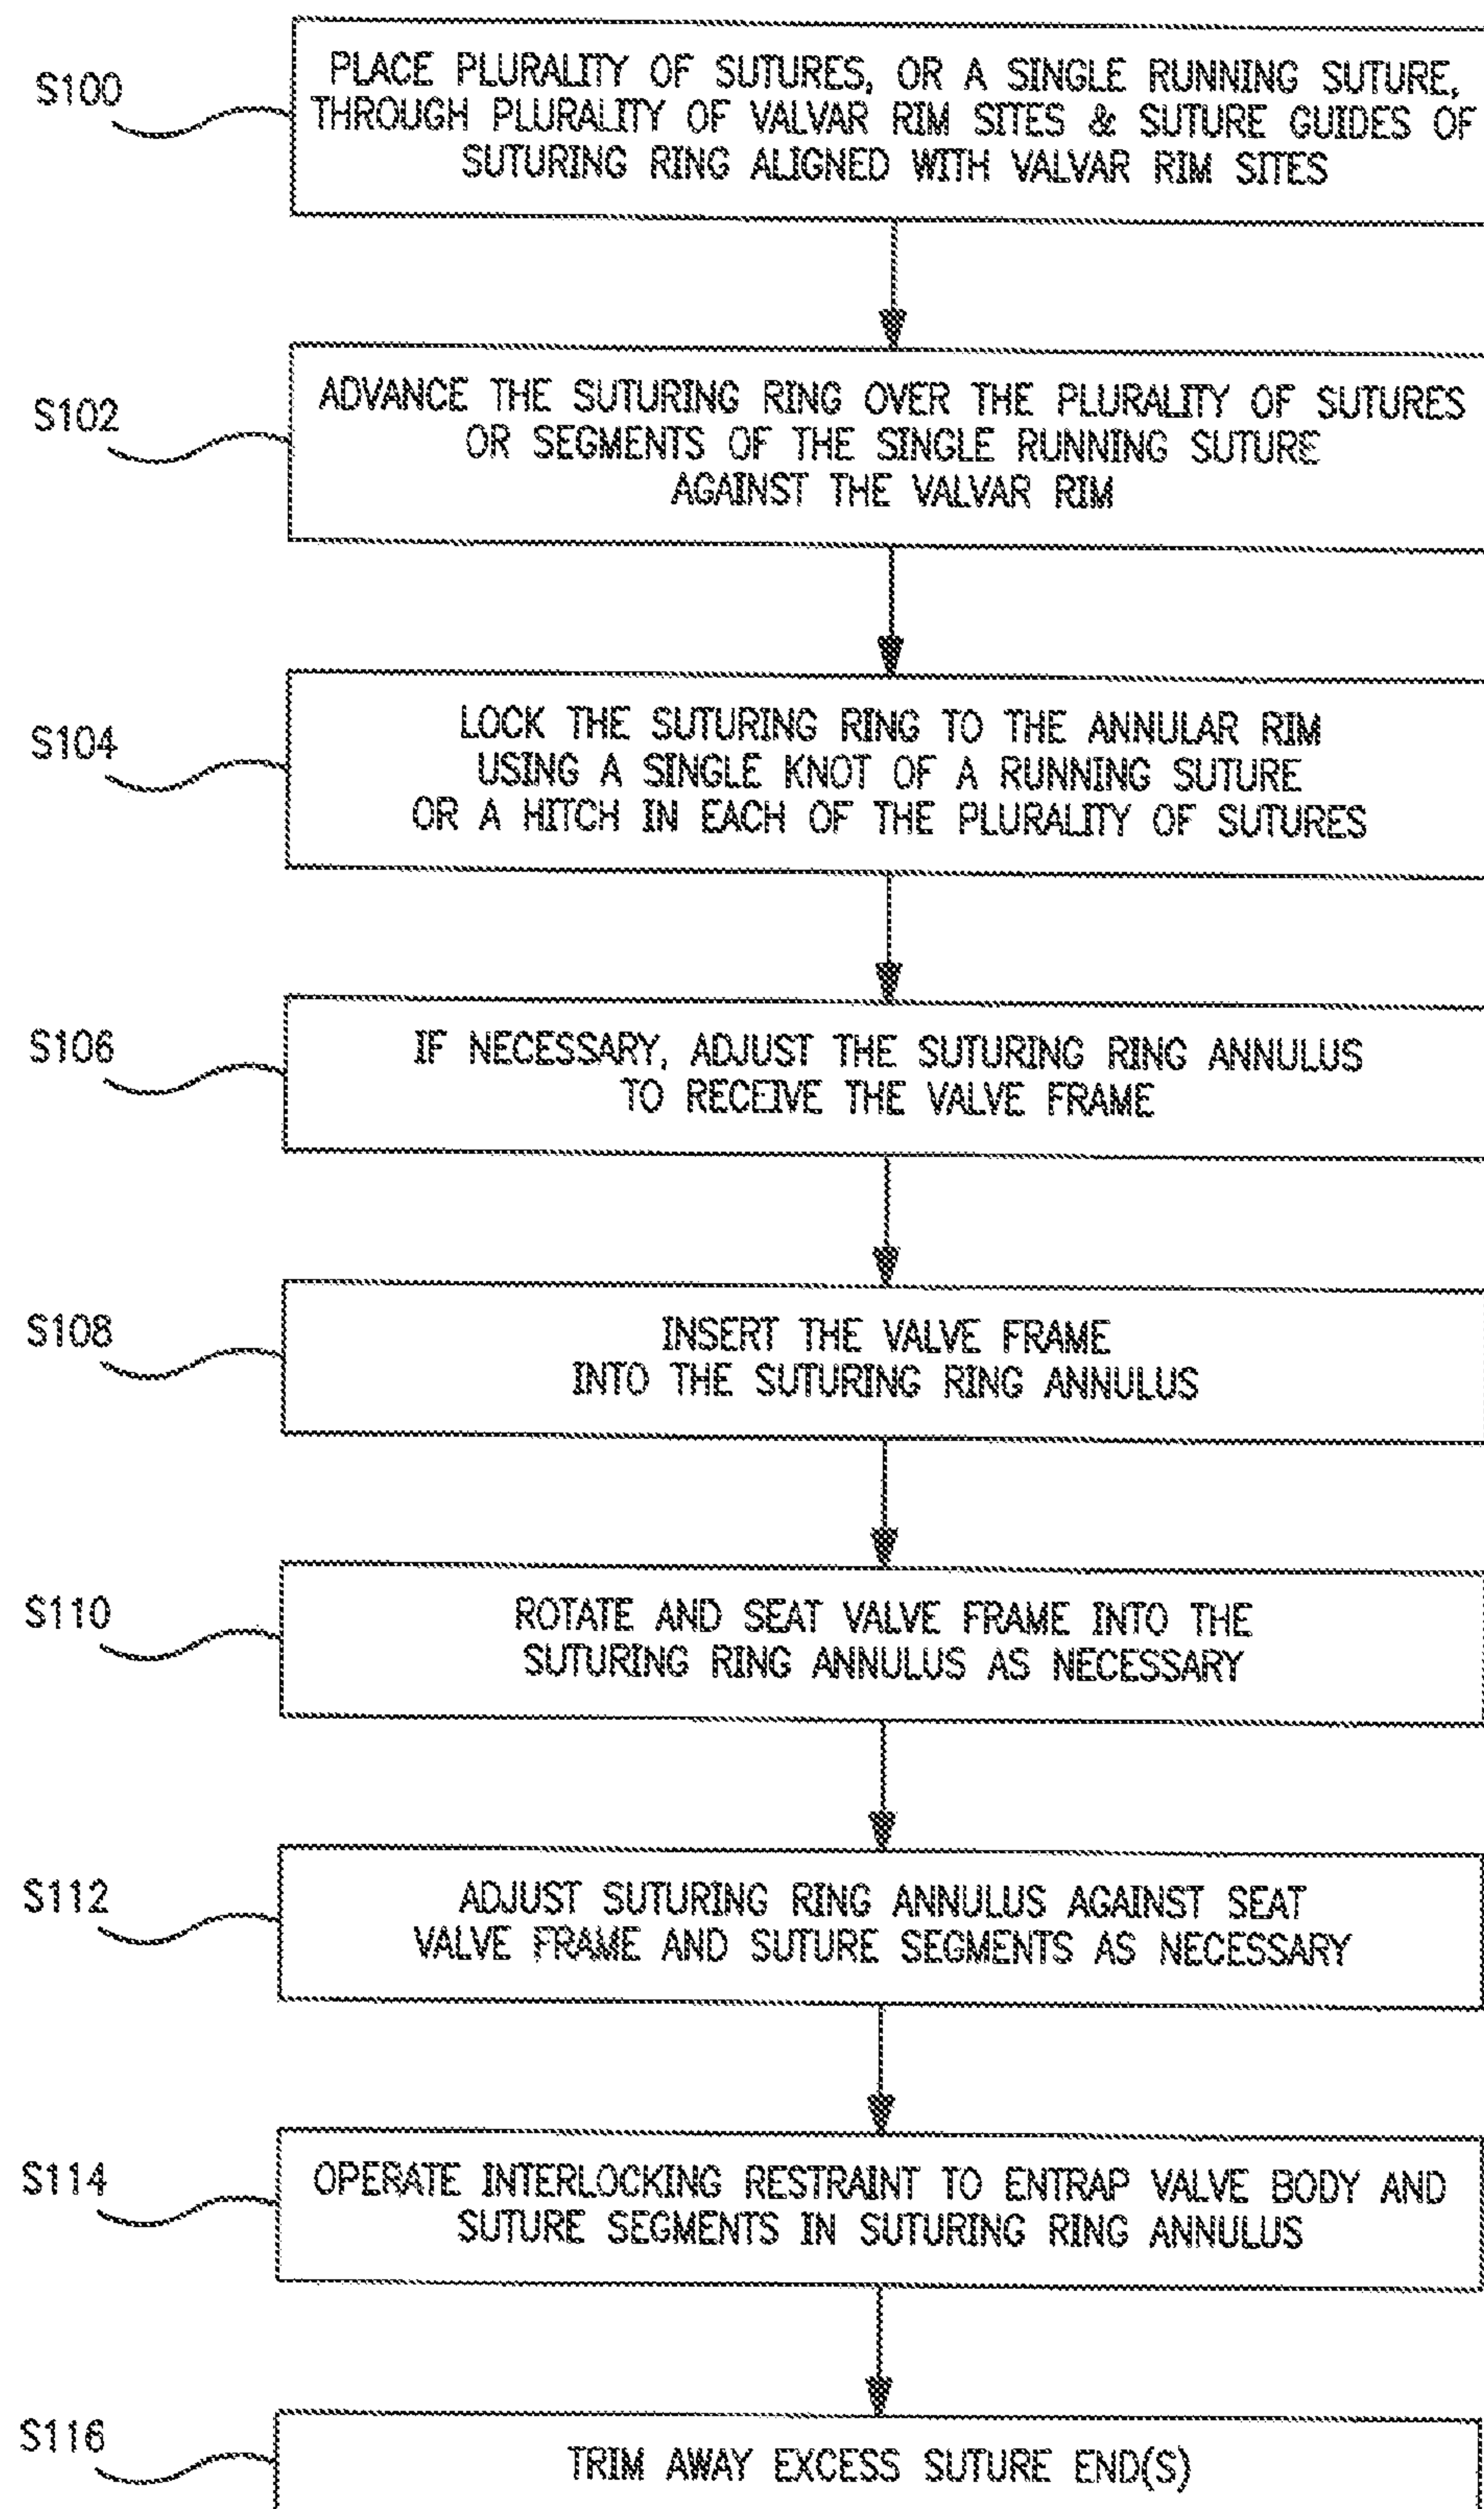 S100
PLACE PLURALITY OF SUTURES, OR A SINGLE RUNNING SUTURE,
THROUGH PLURALITY OF VALVAR RIM SITES & SUTURE GUIDES OF
SUTURING RING ALIGNED WITH VALVAR RIM SITES
S102
ADVANCE THE SUTURING RING OVER THE PLURALITY OF SUTURES
OR SEGMENTS OF THE SINGLE RUNNING SUTURE
AGAINST THE VALVAR RIM
S104
LOCK THE SUTURING RING TO THE ANNULAR RIM
USING A SINGLE KNOT OF A RUNNING SUTURE
OR A HITCH IN EACH OF THE PLURALITY OF SUTURES
S106
IF NECESSARY, ADJUST THE SUTURING RING ANNULUS
TO RECEIVE THE VALVE FRAME
S108
INSERT THE VALVE FRAME
INTO THE SUTURING RING ANNULUS
S110
ROTATE AND SEAT VALVE FRAME INTO THE
SUTURING RING ANNULUS AS NECESSARY
S112
ADJUST SUTURING RING ANNULUS AGAINST SEAT
VALVE FRAME AND SUTURE SEGMENTS AS NECESSARY
S114
OPERATE INTERLOCKING RESTRAINT TO ENTRAP VALVE BODY AND
SUTURE SEGMENTS IN SUTURING RING ANNULUS
S116
TRIM AWAY EXCESS SUTURE END(S)